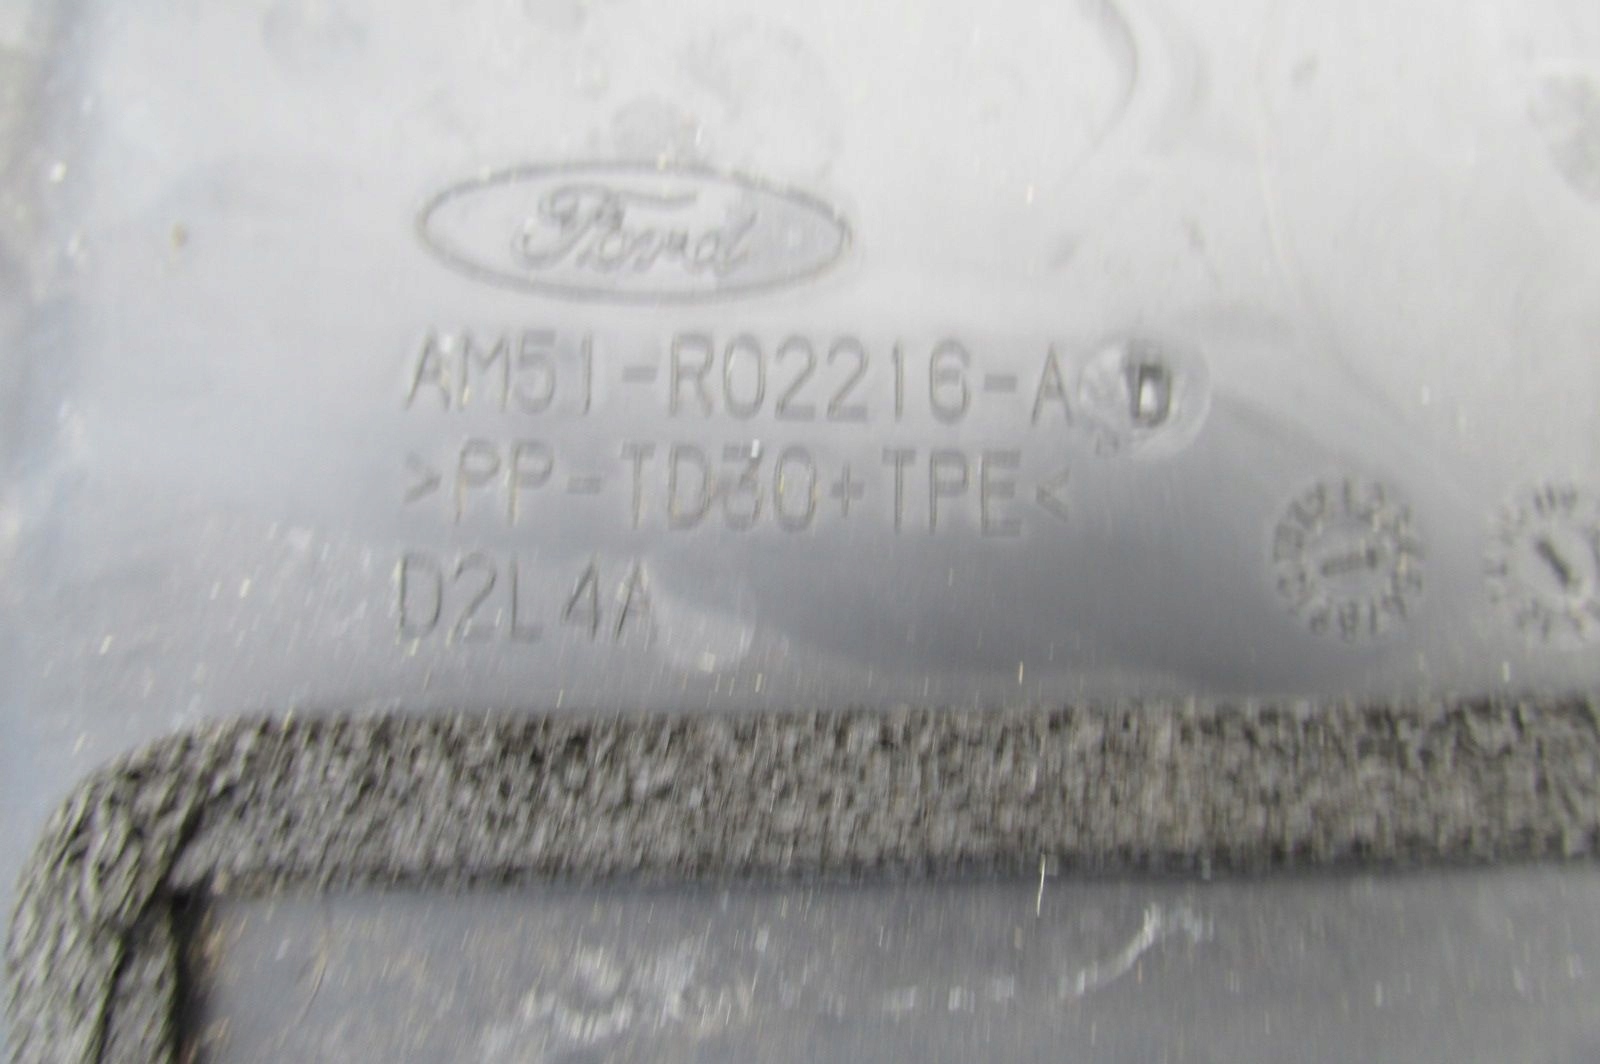 Ford
AM51-R02216-A D
>PP-TD30+TPE<
D2L4A